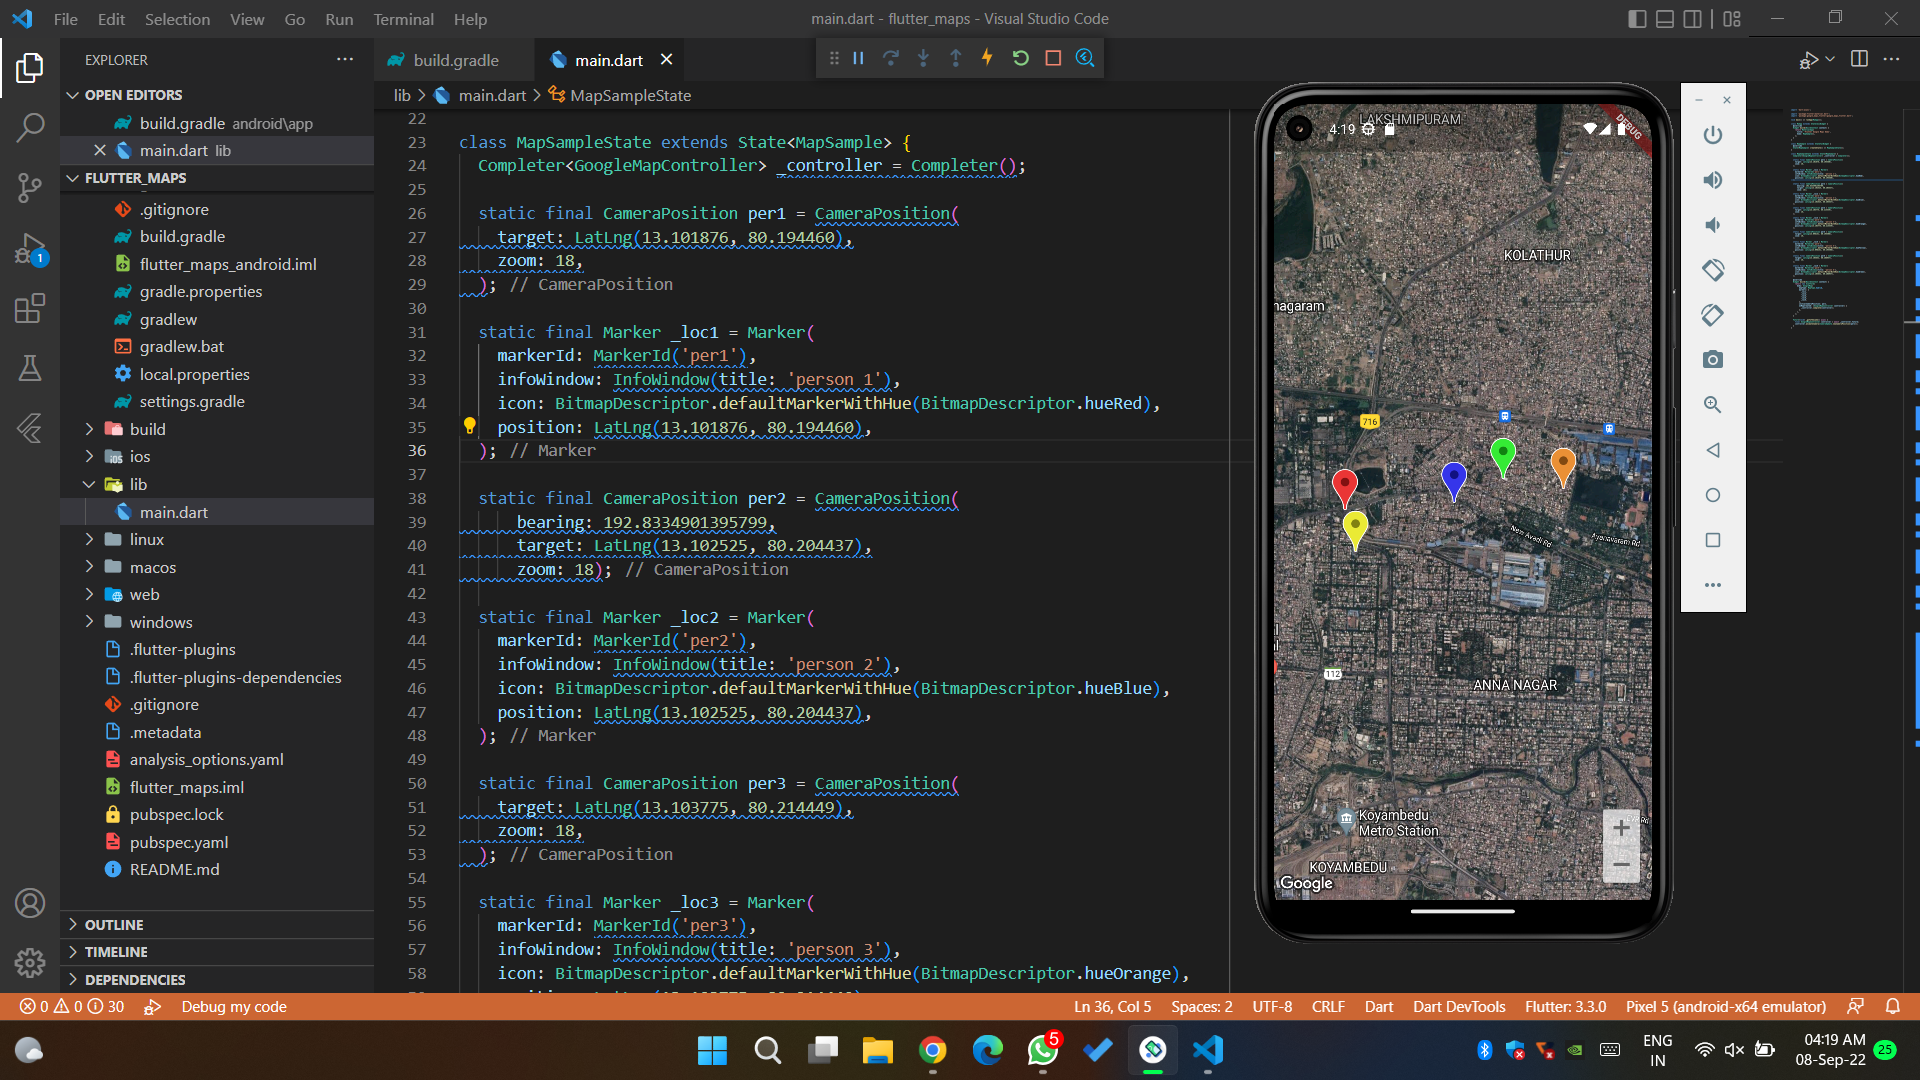 File Edit Selection View Go Run Terminal Help
main.dart - flutter_maps - Visual Studio Code
EXPLORER
OPEN EDITORS
build.gradle android\app
main.dart lib
FLUTTER_MAPS
.gitignore
build.gradle
flutter_maps_android.iml
gradle.properties
gradlew
gradlew.bat
local.properties
settings.gradle
build
ios
lib
main.dart
linux
macos
web
windows
.flutter-plugins
.flutter-plugins-dependencies
.gitignore
.metadata
analysis_options.yaml
flutter_maps.iml
pubspec.lock
pubspec.yaml
README.md
OUTLINE
TIMELINE
DEPENDENCIES
1
build.gradle
main.dart
lib > main.dart > MapSampleState
22
23 class MapSampleState extends State<MapSample> {
24 Completer<GoogleMapController> _controller = Completer();
25
26 static final CameraPosition per1 = CameraPosition(
27 target: LatLng(13.101876, 80.194460),
28 zoom: 18,
29 ); // CameraPosition
30
31 static final Marker _loc1 = Marker(
32 markerId: MarkerId('per1'),
33 infoWindow: InfoWindow(title: 'person 1'),
34 icon: BitmapDescriptor.defaultMarkerWithHue(BitmapDescriptor.hueRed),
35 position: LatLng(13.101876, 80.194460),
36 ); // Marker
37
38 static final CameraPosition per2 = CameraPosition(
39 bearing: 192.8334901395799,
40 target: LatLng(13.102525, 80.204437),
41 zoom: 18); // CameraPosition
42
43 static final Marker _loc2 = Marker(
44 markerId: MarkerId('per2'),
45 infoWindow: InfoWindow(title: 'person 2'),
46 icon: BitmapDescriptor.defaultMarkerWithHue(BitmapDescriptor.hueBlue),
47 position: LatLng(13.102525, 80.204437),
48 ); // Marker
49
50 static final CameraPosition per3 = CameraPosition(
51 target: LatLng(13.103775, 80.214449),
52 zoom: 18,
53 ); // CameraPosition
54
55 static final Marker _loc3 = Marker(
56 markerId: MarkerId('per3'),
57 infoWindow: InfoWindow(title: 'person 3'),
58 icon: BitmapDescriptor.defaultMarkerWithHue(BitmapDescriptor.hueOrange),
LAKSHMIPURAM
4:19
DEBUG
KOLATHUR
nagaram
716
New Avadi Rd
Ayanavaram Rd
112
ANNA NAGAR
Koyambedu
Metro Station
EVR Rd
KOYAMBEDU
Google
0 0 30
Debug my code
Ln 36, Col 5
Spaces: 2
UTF-8
CRLF
Dart
Dart DevTools
Flutter: 3.3.0
Pixel 5 (android-x64 emulator)
5
ENG
IN
04:19 AM
08-Sep-22
25